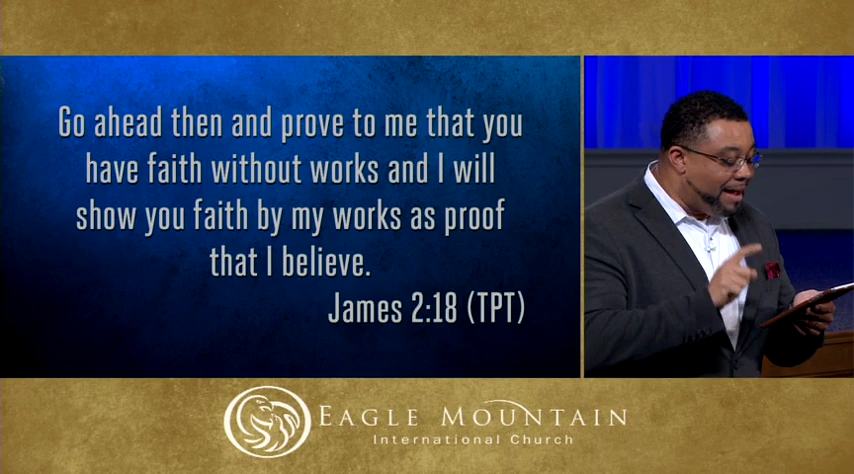 Go ahead then and prove to me that you
have faith without works and I will
show you faith by my works as proof
that I believe.
James 2:18 (TPT)
EAGLE MOUNTAIN
International Church